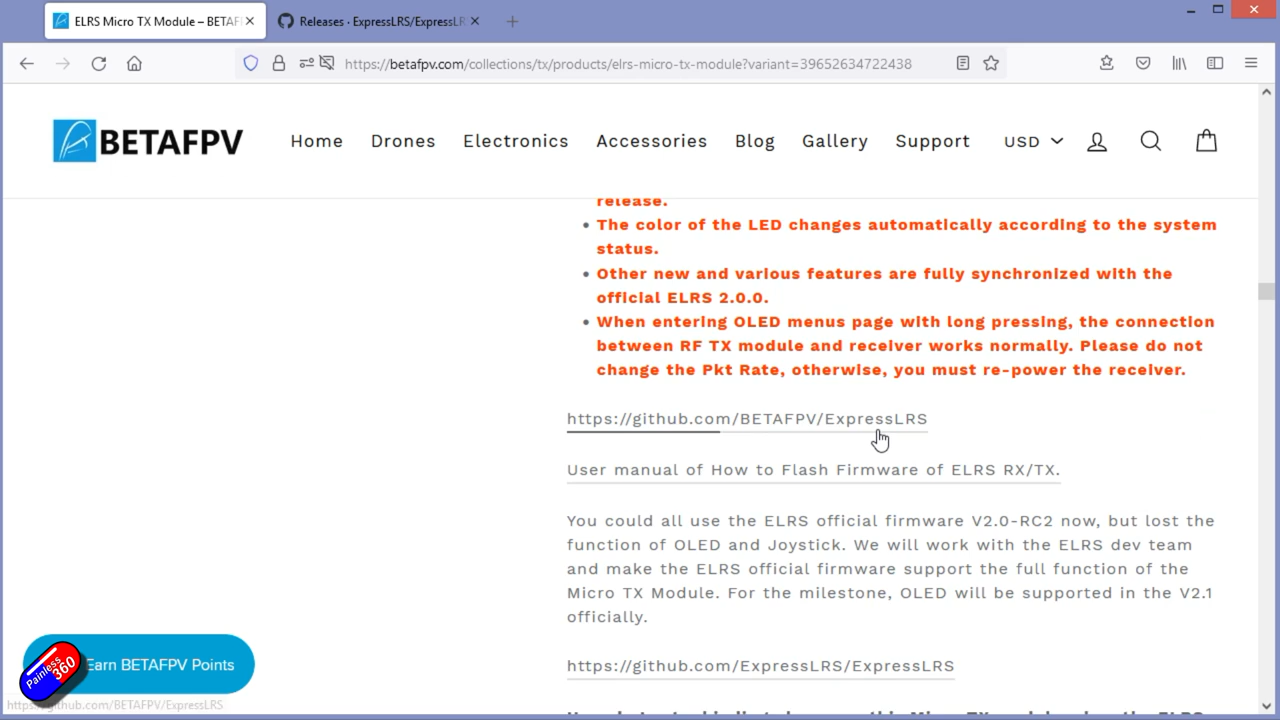 ELRS Micro TX Module – BETAF
Releases · ExpressLRS/ExpressLR
https://betafpv.com/collections/tx/products/elrs-micro-tx-module?variant=39652634722438
BETAFPV
Home Drones Electronics Accessories Blog Gallery Support USD
release.
The color of the LED changes automatically according to the system
status.
Other new and various features are fully synchronized with the
official ELRS 2.0.0.
When entering OLED menus page with long pressing, the connection
between RF TX module and receiver works normally. Please do not
change the Pkt Rate, otherwise, you must re-power the receiver.
https://github.com/BETAFPV/ExpressLRS
User manual of How to Flash Firmware of ELRS RX/TX.
You could all use the ELRS official firmware V2.0-RC2 now, but lost the
function of OLED and Joystick. We will work with the ELRS dev team
and make the ELRS official firmware support the full function of the
Micro TX Module. For the milestone, OLED will be supported in the V2.1
officially.
https://github.com/ExpressLRS/ExpressLRS
Earn BETAFPV Points
Painless
360
https://github.com/BETAFPV/ExpressLRS